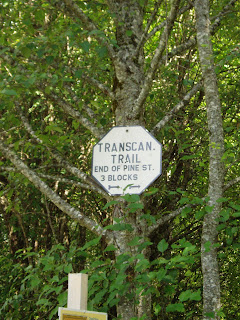 TRANSCAN.
TRAIL
END OF PINE ST.
3 BLOCKS